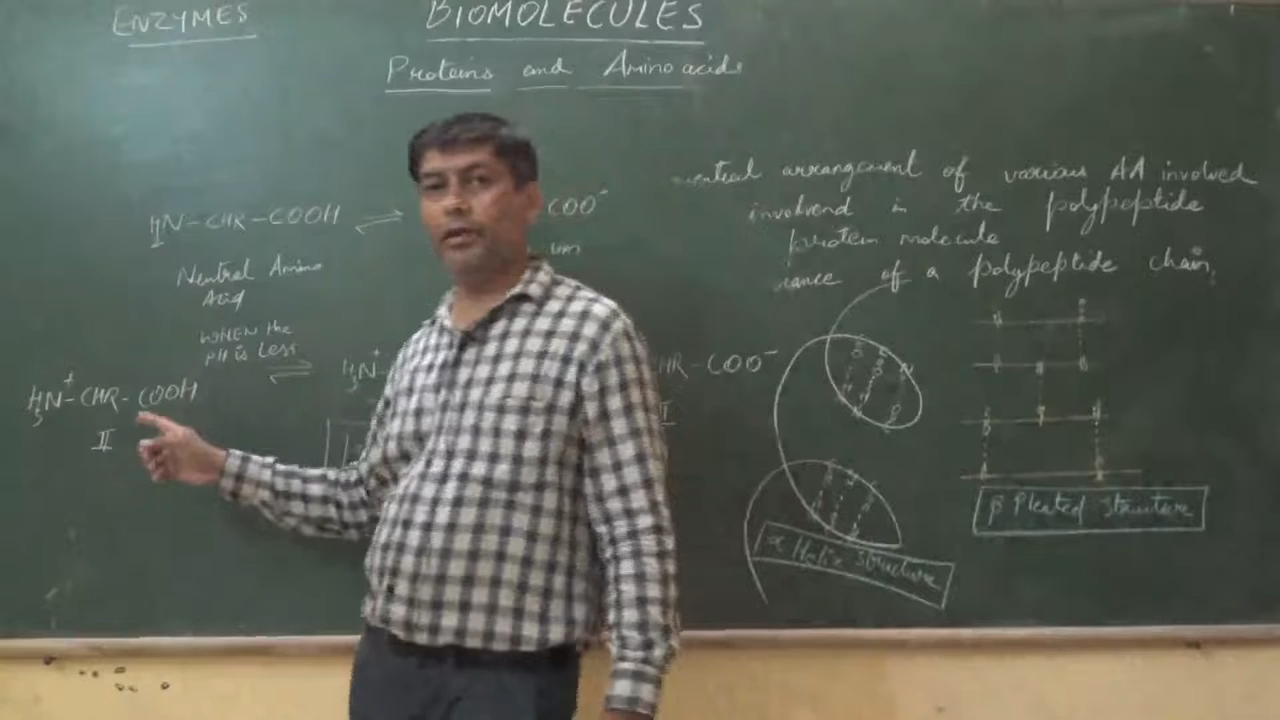 ENZYMES
BIOMOLECULES
Proteins and Amino acids
arrangement of various AA involved
involvend in the polypeptide
protein molecule
of a polypeptide chain,
H2N-CHR-COOH ⇌
COO⁻
Neutral Amino
Acid
WHEN the
PH is Less
H3N⁺-CHR-COOH
II
⇌
H3N⁺-
HR-COO⁻
α Helix Structure
β Pleated Structure